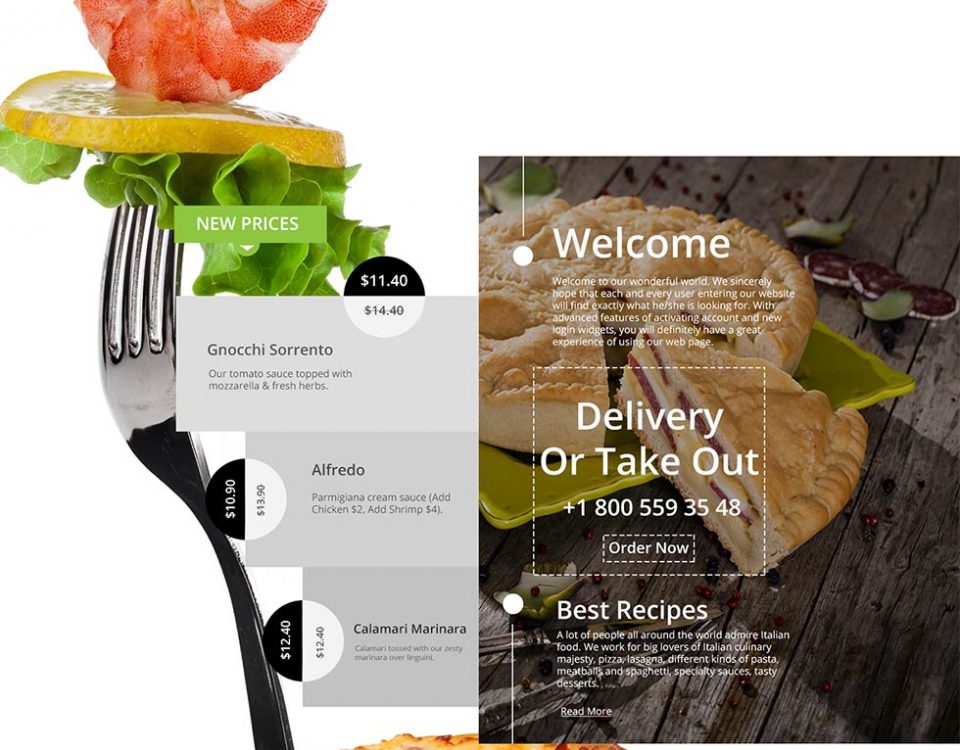 NEW PRICES
$11.40
$14.40
Gnocchi Sorrento
Our tomato sauce topped with
mozzarella & fresh herbs.
$10.90
$13.90
Alfredo
Parmigiana cream sauce (Add
Chicken $2, Add Shrimp $4).
$12.40
$12.40
Calamari Marinara
Calamari tossed with our zesty
marinara over linguini.
Welcome
Welcome to our wonderful world. We sincerely
hope that each and every user entering our website
will find exactly what he/she is looking for. With
advanced features of activating account and new
login widgets, you will definitely have a great
experience of using our web page.
Delivery
Or Take Out
+1 800 559 35 48
Order Now
Best Recipes
A lot of people all around the world admire Italian
food. We work for big lovers of Italian culinary
majesty, pizza, lasagna, different kinds of pasta,
meatballs and spaghetti, specialty sauces, tasty
desserts.
Read More